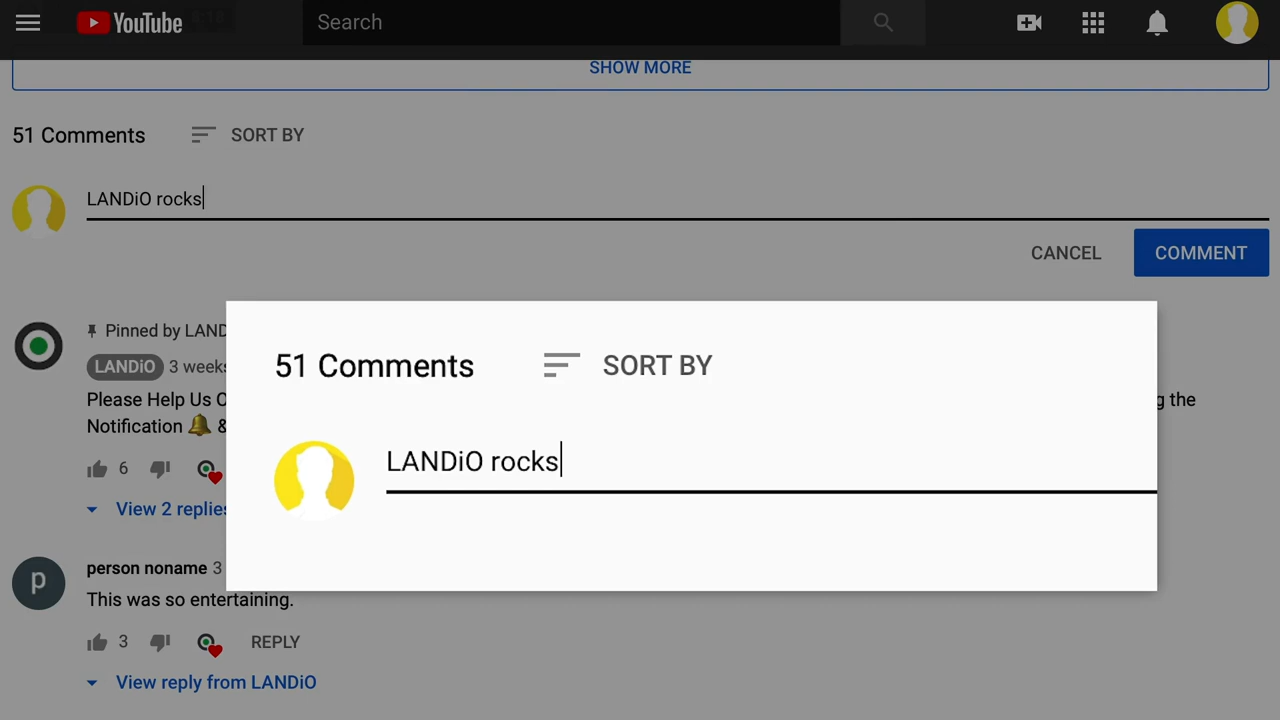 YouTube
Search
SHOW MORE
51 Comments
SORT BY
LANDiO rocks
CANCEL
COMMENT
Pinned by LAND
LANDiO 3 weeks
Please Help Us
g the
Notification 🔔 &
6
View 2 replies
51 Comments
SORT BY
LANDiO rocks
p
person noname 3
This was so entertaining.
3
REPLY
View reply from LANDiO